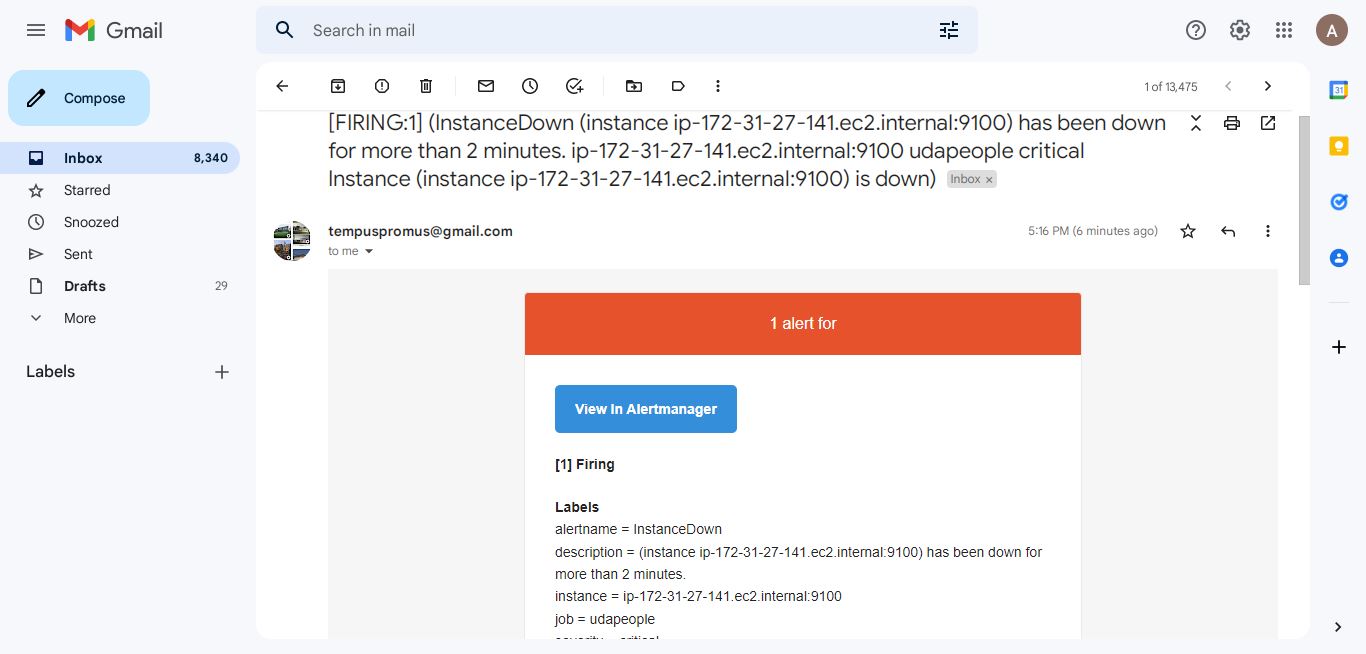 Gmail
Search in mail
A
Compose
1 of 13,475
31
Inbox 8,340
Starred
Snoozed
Sent
Drafts 29
More
Labels
[FIRING:1] (InstanceDown (instance ip-172-31-27-141.ec2.internal:9100) has been down
for more than 2 minutes. ip-172-31-27-141.ec2.internal:9100 udapeople critical
Instance (instance ip-172-31-27-141.ec2.internal:9100) is down) Inbox ×
tempuspromus@gmail.com 5:16 PM (6 minutes ago)
to me
1 alert for
View In Alertmanager
[1] Firing
Labels
alertname = InstanceDown
description = (instance ip-172-31-27-141.ec2.internal:9100) has been down for
more than 2 minutes.
instance = ip-172-31-27-141.ec2.internal:9100
job = udapeople